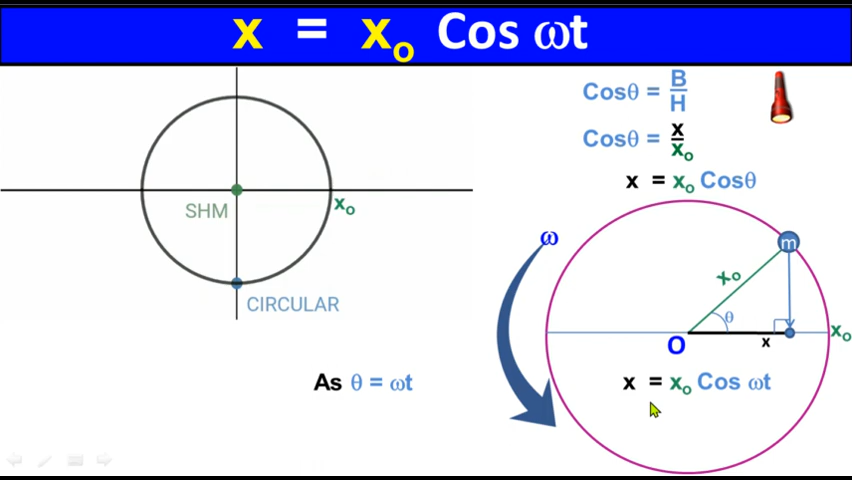 x = xₒ Cos ωt
Cosθ = B/H
Cosθ = x/xₒ
x = xₒ Cosθ
SHM
xₒ
CIRCULAR
ω
m
xₒ
θ
O
x
xₒ
As θ = ωt
x = xₒ Cos ωt